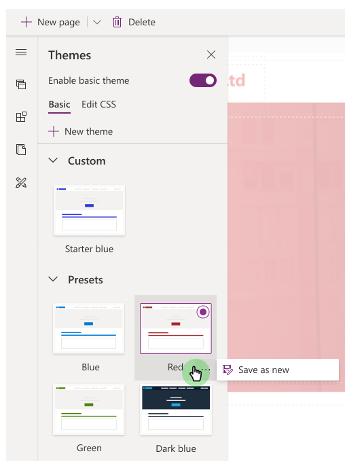 New page
Delete
Themes
Enable basic theme
Basic
Edit CSS
New theme
Custom
Starter blue
Presets
Blue
Red
Save as new
Green
Dark blue
td